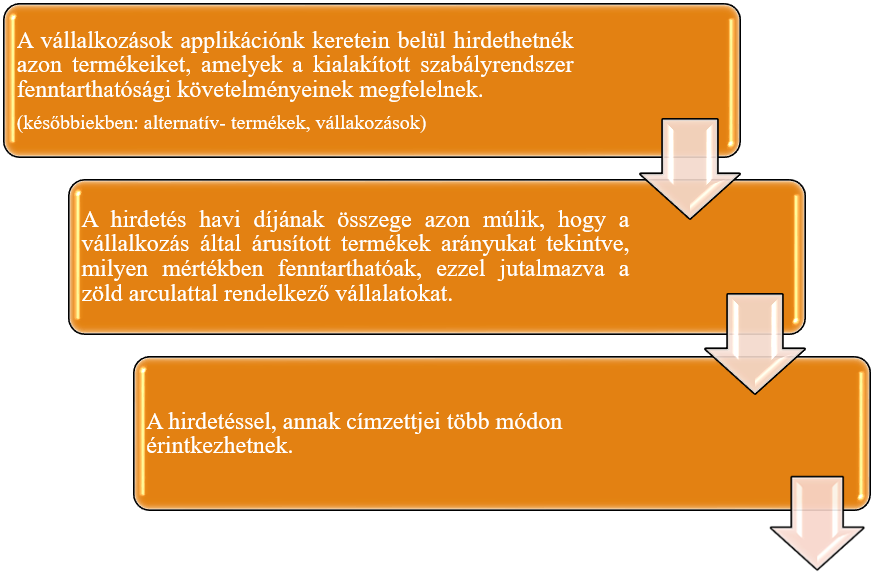 A vállalkozások applikációnk keretein belül hirdethetnék
azon termékeiket, amelyek a kialakított szabályrendszer
fenntarthatósági követelményeinek megfelelnek.
(későbbiekben: alternatív- termékek, vállakozások)
A hirdetés havi díjának összege azon múlik, hogy a
vállalkozás által árusított termékek arányukat tekintve,
milyen mértékben fenntarthatóak, ezzel jutalmazva a
zöld arculattal rendelkező vállalatokat.
A hirdetéssel, annak címzettjei több módon
érintkezhetnek.